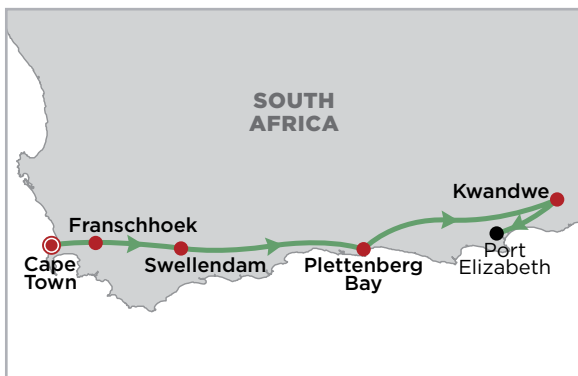 SOUTH
AFRICA
Kwandwe
Franschhoek
Cape
Town
Swellendam
Plettenberg
Bay
Port
Elizabeth